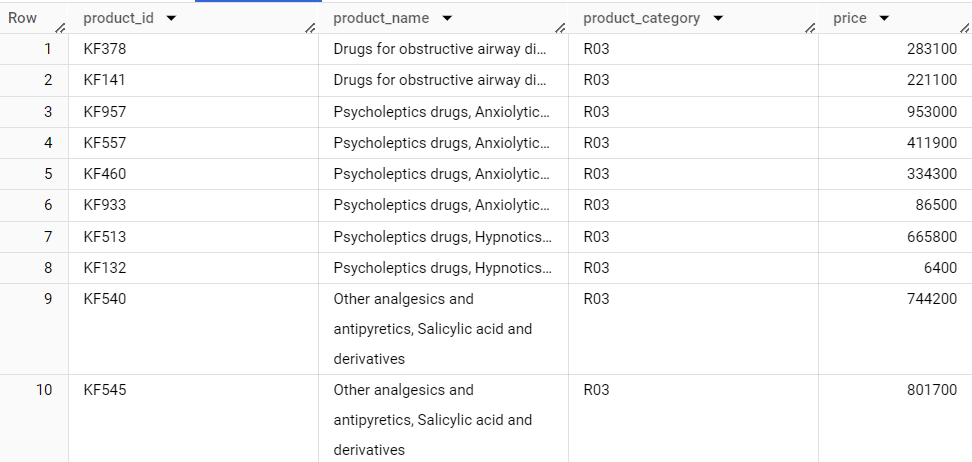 Row product_id product_name product_category price
1 KF378 Drugs for obstructive airway di... R03 283100
2 KF141 Drugs for obstructive airway di... R03 221100
3 KF957 Psycholeptics drugs, Anxiolytic... R03 953000
4 KF557 Psycholeptics drugs, Anxiolytic... R03 411900
5 KF460 Psycholeptics drugs, Anxiolytic... R03 334300
6 KF933 Psycholeptics drugs, Anxiolytic... R03 86500
7 KF513 Psycholeptics drugs, Hypnotics... R03 665800
8 KF132 Psycholeptics drugs, Hypnotics... R03 6400
9 KF540 Other analgesics and R03 744200
antipyretics, Salicylic acid and
derivatives
10 KF545 Other analgesics and R03 801700
antipyretics, Salicylic acid and
derivatives